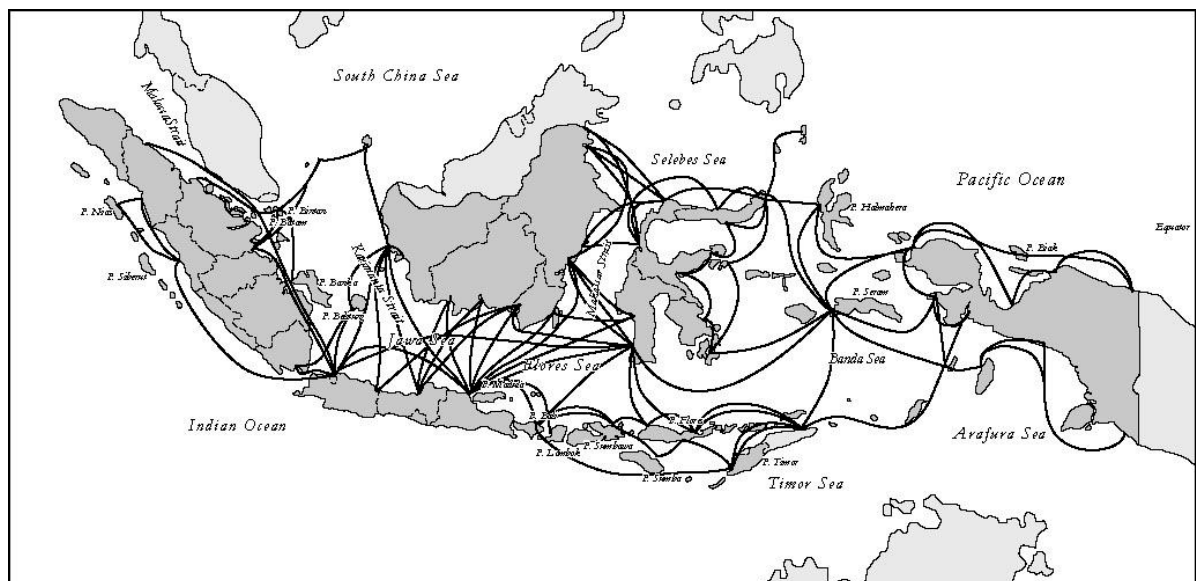 South China Sea
Malacca Strait
Selebes Sea
Pacific Ocean
P. Nias
P. Bintan
P. Batam
P. Halmahera
Equator
P. Siberut
P. Biak
Karimata Strait
Makassar Strait
P. Banka
P. Seram
P. Belitung
Jawa Sea
Banda Sea
Flores Sea
P. Madura
Indian Ocean
P. Bali
P. Flores
Arafura Sea
P. Sumbawa
P. Lombok
P. Timor
P. Sumba
Timor Sea